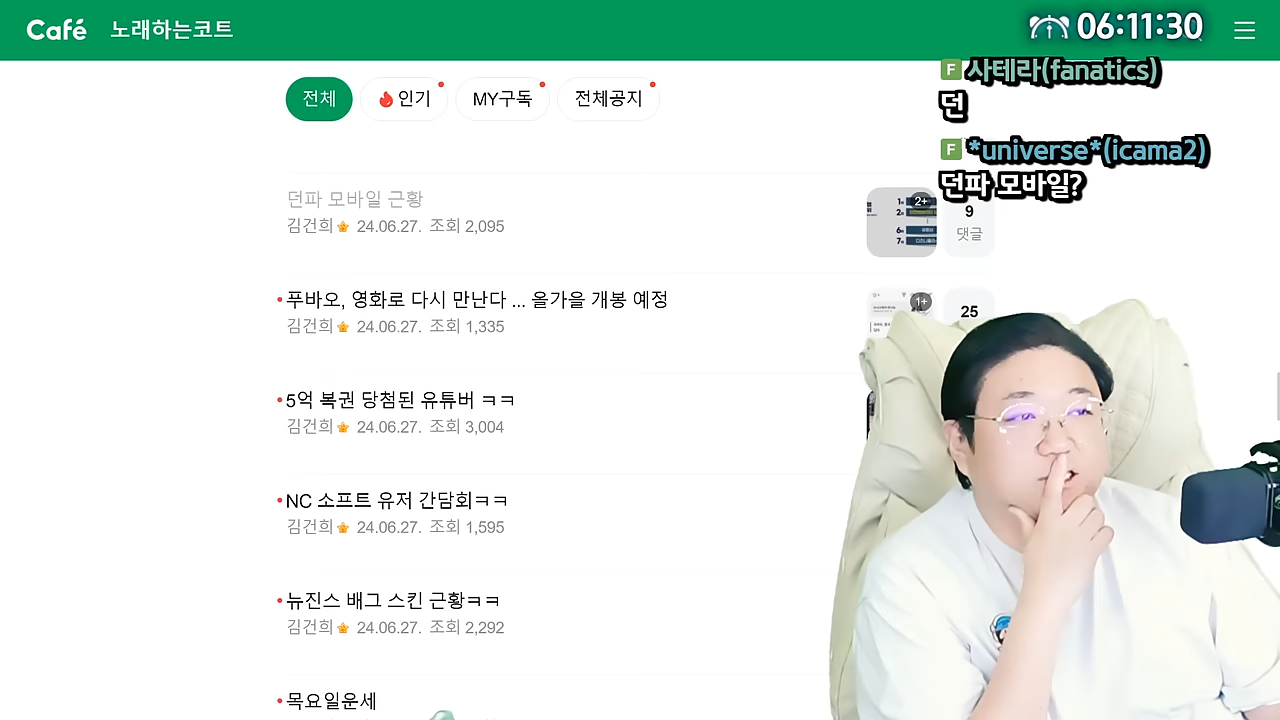 Café 노래하는코트
06:11:30
전체 인기 MY구독 전체공지
F 사테라(fanatics)
던
F *universe*(icama2)
던파 모바일?
던파 모바일 근황
김건희 24.06.27. 조회 2,095
2+
9
댓글
푸바오, 영화로 다시 만난다 ... 올가을 개봉 예정
김건희 24.06.27. 조회 1,335
1+
25
5억 복권 당첨된 유튜버 ㅋㅋ
김건희 24.06.27. 조회 3,004
NC 소프트 유저 간담회ㅋㅋ
김건희 24.06.27. 조회 1,595
뉴진스 배그 스킨 근황ㅋㅋ
김건희 24.06.27. 조회 2,292
목요일운세